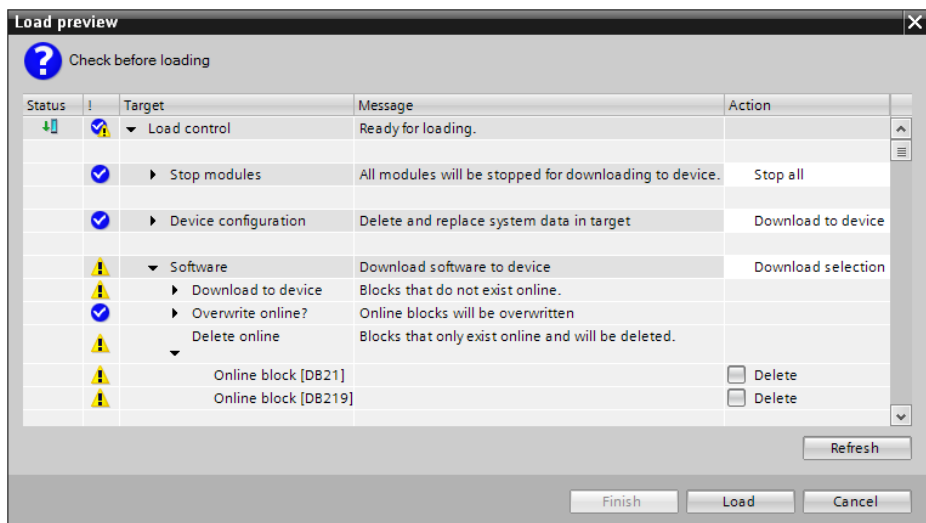 Load preview
Check before loading
Status ! Target Message Action
Load control Ready for loading.
Stop modules All modules will be stopped for downloading to device. Stop all
Device configuration Delete and replace system data in target Download to device
Software Download software to device Download selection
Download to device Blocks that do not exist online.
Overwrite online? Online blocks will be overwritten
Delete online Blocks that only exist online and will be deleted.
Online block [DB21] Delete
Online block [DB219] Delete
Refresh
Finish Load Cancel